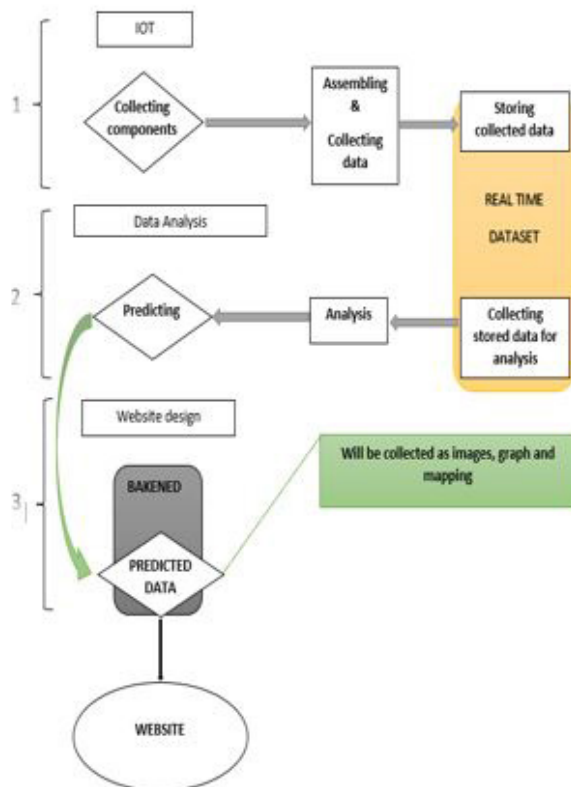 IOT
1
Collecting
components
Assembling
&
Collecting
data
Storing
collected data
REAL TIME
DATASET
Data Analysis
2
Predicting
Analysis
Collecting
stored data for
analysis
Website design
3
Will be collected as images, graph and
mapping
BAKENED
PREDICTED
DATA
WEBSITE